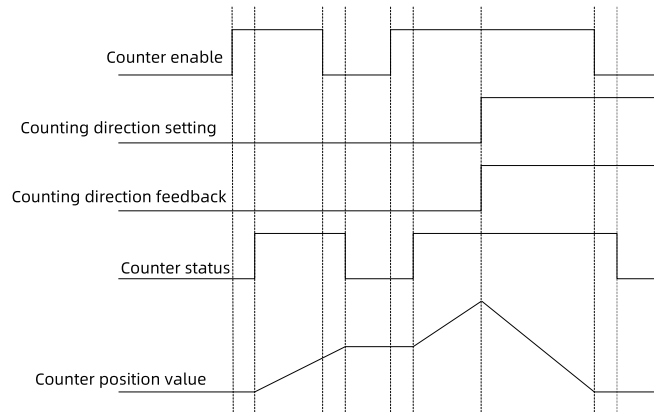 Counter enable
Counting direction setting
Counting direction feedback
Counter status
Counter position value